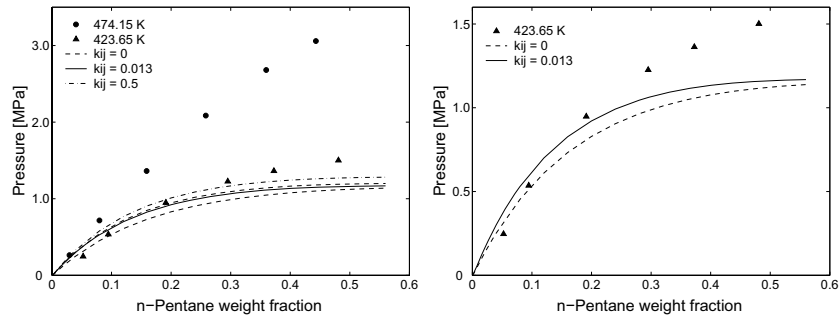 474.15 K
423.65 K
kij = 0
kij = 0.013
kij = 0.5
Pressure [MPa]
3.0
2.0
1.0
0
0 0.1 0.2 0.3 0.4 0.5 0.6
n−Pentane weight fraction
423.65 K
kij = 0
kij = 0.013
Pressure [MPa]
1.5
1.0
0.5
0
0 0.1 0.2 0.3 0.4 0.5 0.6
n−Pentane weight fraction